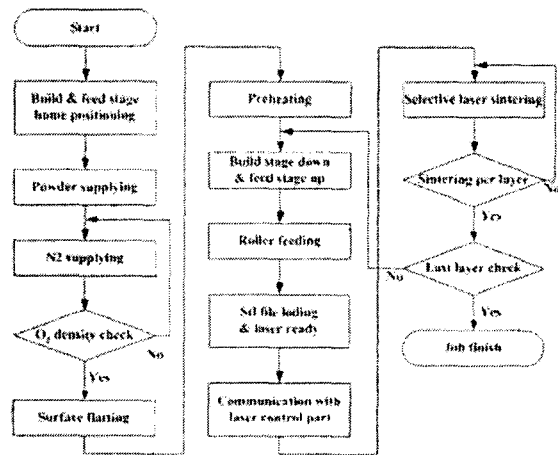 Start
Build & feed stage
home positioning
Powder supplying
N2 supplying
O2 density check
No
Yes
Surface flatting
Preheating
Build stage down
& feed stage up
Roller feeding
Stl file loding
& laser ready
Communication with
laser control part
Selective laser sintering
Sintering per layer
No
Yes
Last layer check
No
Yes
Job finish